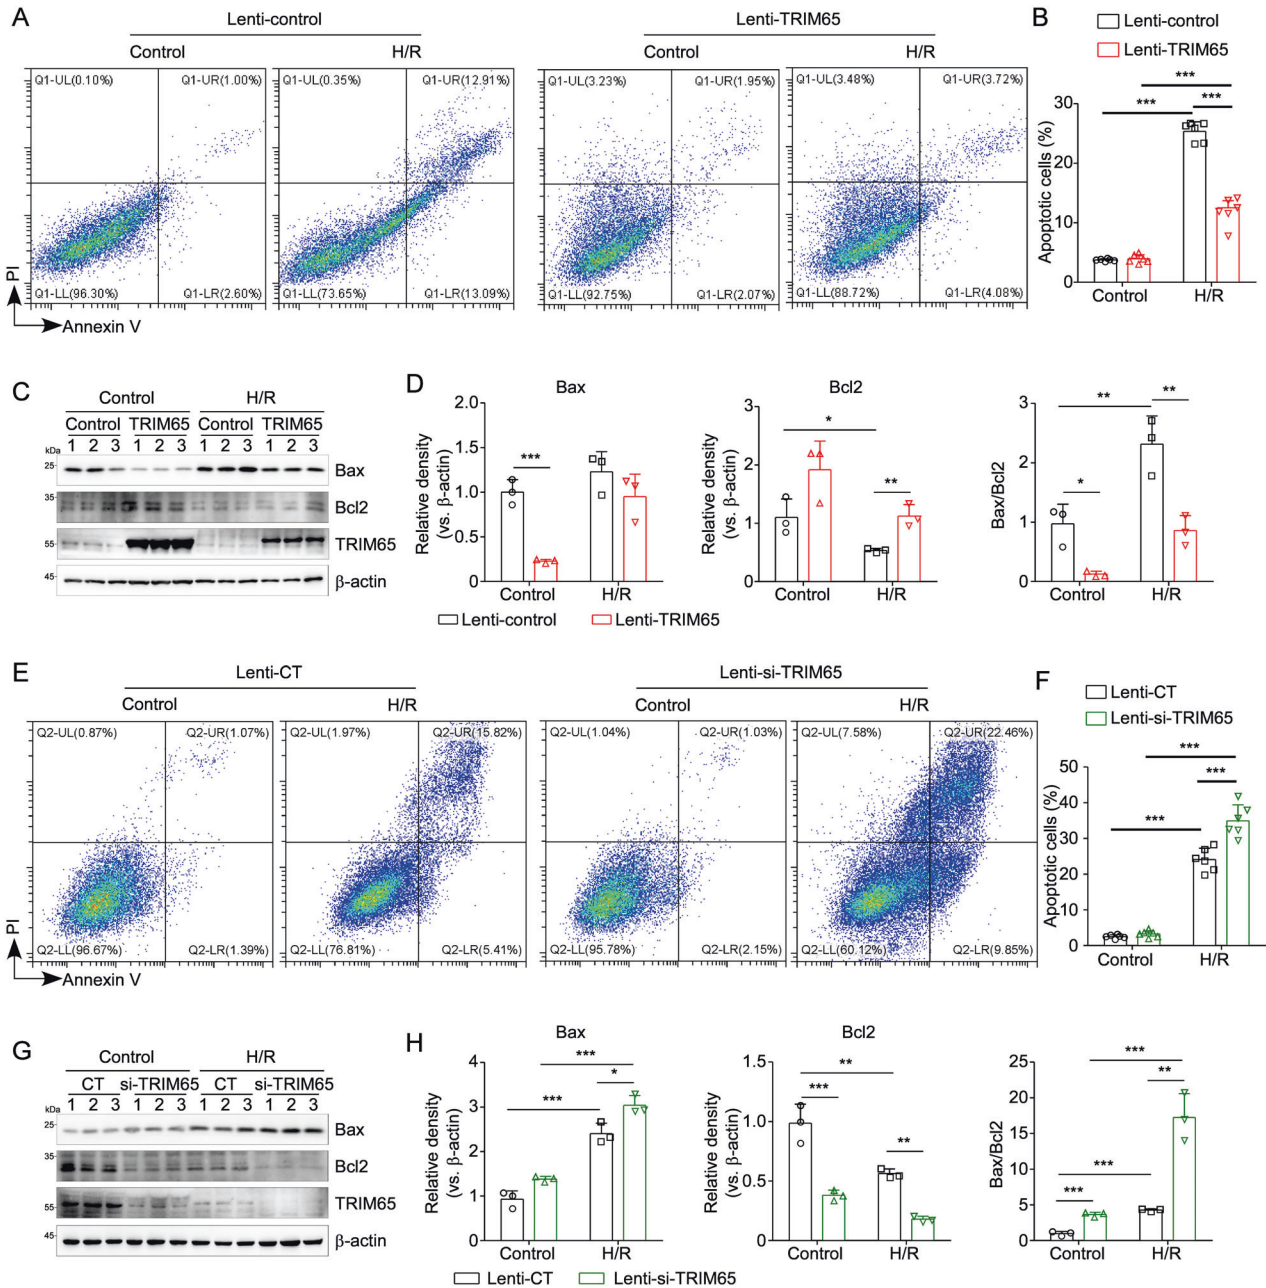 A
Lenti-control
Lenti-TRIM65
Control
H/R
Control
H/R
Q1-UL(0.10%)
Q1-UR(1.00%)
Q1-UL(0.35%)
Q1-UR(12.91%)
Q1-UL(3.23%)
Q1-UR(1.95%)
Q1-UL(3.48%)
Q1-UR(3.72%)
Q1-LL(96.30%)
Q1-LR(2.60%)
Q1-LL(73.65%)
Q1-LR(13.09%)
Q1-LL(92.75%)
Q1-LR(2.07%)
Q1-LL(88.72%)
Q1-LR(4.08%)
PI
Annexin V
B
Lenti-control
Lenti-TRIM65
***
***
***
Apoptotic cells (%)
30
20
10
0
Control
H/R
C
Control
H/R
Control
TRIM65
Control
TRIM65
1 2 3 1 2 3 1 2 3 1 2 3
kDa
25
Bax
35
Bcl2
55
TRIM65
45
β-actin
D
Bax
Relative density
(vs. β-actin)
2.0
1.5
1.0
0.5
0
***
Control
H/R
Bcl2
Relative density
(vs. β-actin)
3
2
1
0
*
**
Control
H/R
Bax/Bcl2
3
2
1
0
**
**
*
Control
H/R
Lenti-control
Lenti-TRIM65
E
Lenti-CT
Lenti-si-TRIM65
Control
H/R
Control
H/R
Q2-UL(0.87%)
Q2-UR(1.07%)
Q2-UL(1.97%)
Q2-UR(15.82%)
Q2-UL(1.04%)
Q2-UR(1.03%)
Q2-UL(7.58%)
Q2-UR(22.46%)
Q2-LL(96.67%)
Q2-LR(1.39%)
Q2-LL(76.81%)
Q2-LR(5.41%)
Q2-LL(95.78%)
Q2-LR(2.15%)
Q2-LL(60.12%)
Q2-LR(9.85%)
PI
Annexin V
F
Lenti-CT
Lenti-si-TRIM65
***
***
***
Apoptotic cells (%)
50
40
30
20
10
0
Control
H/R
G
Control
H/R
CT
si-TRIM65
CT
si-TRIM65
1 2 3 1 2 3 1 2 3 1 2 3
kDa
25
Bax
35
Bcl2
55
TRIM65
45
β-actin
H
Bax
Relative density
(vs. β-actin)
4
3
2
1
0
***
*
***
Control
H/R
Bcl2
Relative density
(vs. β-actin)
1.5
1.0
0.5
0
**
***
**
Control
H/R
Bax/Bcl2
25
20
15
10
5
0
***
**
***
***
Control
H/R
Lenti-CT
Lenti-si-TRIM65